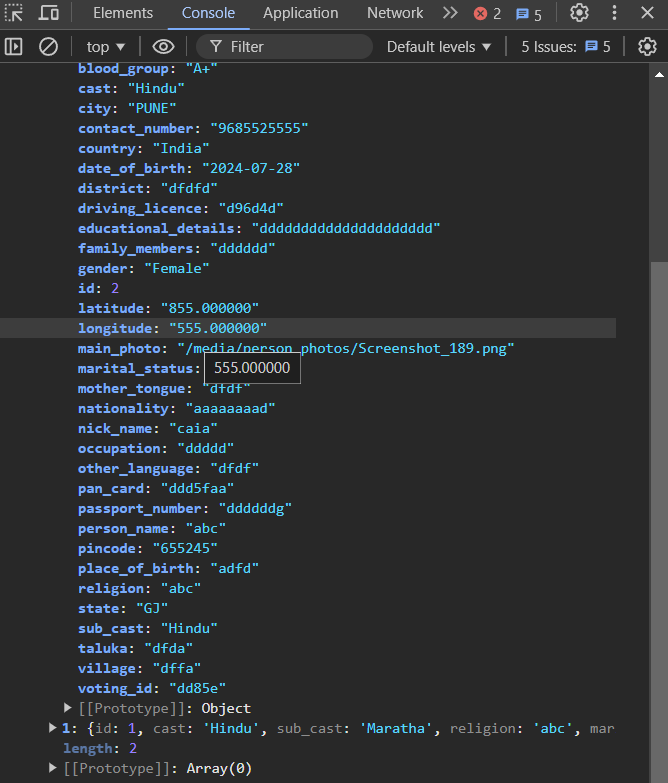 Elements Console Application Network 2 5
top Filter Default levels 5 Issues: 5
blood_group: "A+"
cast: "Hindu"
city: "PUNE"
contact_number: "9685525555"
country: "India"
date_of_birth: "2024-07-28"
district: "dfdfd"
driving_licence: "d96d4d"
educational_details: "ddddddddddddddddddddd"
family_members: "dddddd"
gender: "Female"
id: 2
latitude: "855.000000"
longitude: "555.000000"
main_photo: "/media/person_photos/Screenshot_189.png"
marital_status:
555.000000
mother_tongue: "dfdf"
nationality: "aaaaaaaad"
nick_name: "caia"
occupation: "ddddd"
other_language: "dfdf"
pan_card: "ddd5faa"
passport_number: "ddddddg"
person_name: "abc"
pincode: "655245"
place_of_birth: "adfd"
religion: "abc"
state: "GJ"
sub_cast: "Hindu"
taluka: "dfda"
village: "dffa"
voting_id: "dd85e"
[[Prototype]]: Object
1: {id: 1, cast: 'Hindu', sub_cast: 'Maratha', religion: 'abc', mar
length: 2
[[Prototype]]: Array(0)